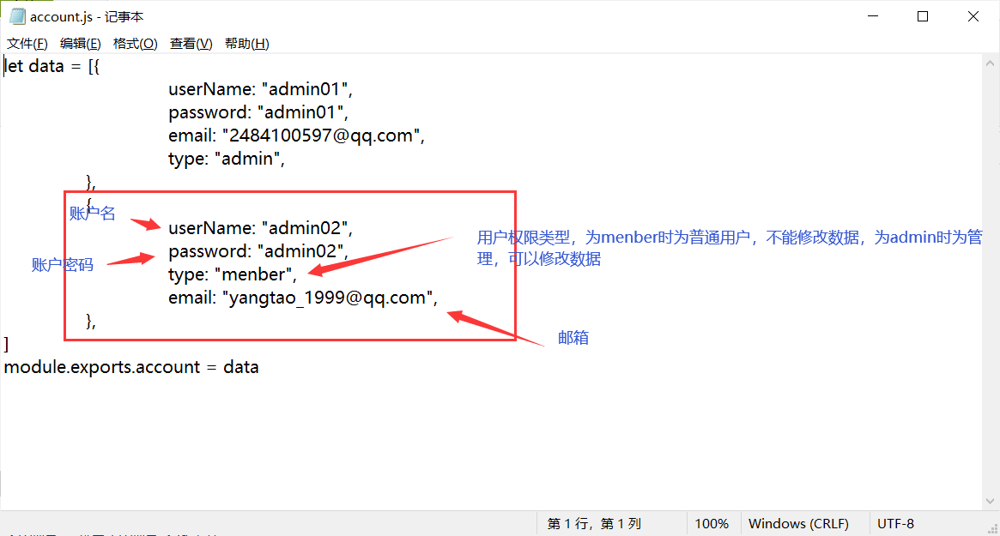 account.js - 记事本
文件(F) 编辑(E) 格式(O) 查看(V) 帮助(H)
let data = [{
userName: "admin01",
password: "admin01",
email: "2484100597@qq.com",
type: "admin",
},
{
账户名
userName: "admin02",
账户密码
password: "admin02",
用户权限类型，为menber时为普通用户，不能修改数据，为admin时为管
理，可以修改数据
type: "menber",
email: "yangtao_1999@qq.com",
},
邮箱
]
module.exports.account = data
第 1 行，第 1 列 100% Windows (CRLF) UTF-8